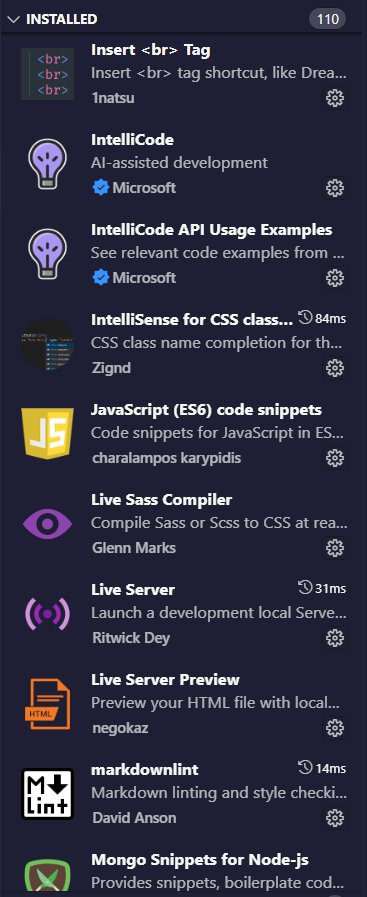 INSTALLED 110
<br>
<br>
<br>
Insert <br> Tag
Insert <br> tag shortcut, like Drea...
1natsu
IntelliCode
AI-assisted development
Microsoft
IntelliCode API Usage Examples
See relevant code examples from ...
Microsoft
IntelliSense for CSS class... 84ms
CSS class name completion for th...
Zignd
JS
JavaScript (ES6) code snippets
Code snippets for JavaScript in ES...
charalampos karypidis
Live Sass Compiler
Compile Sass or Scss to CSS at rea...
Glenn Marks
Live Server 31ms
Launch a development local Serve...
Ritwick Dey
HTML
Live Server Preview
Preview your HTML file with local...
negokaz
M
Lint
markdownlint 14ms
Markdown linting and style checki...
David Anson
Mongo Snippets for Node-js
Provides snippets, boilerplate cod...